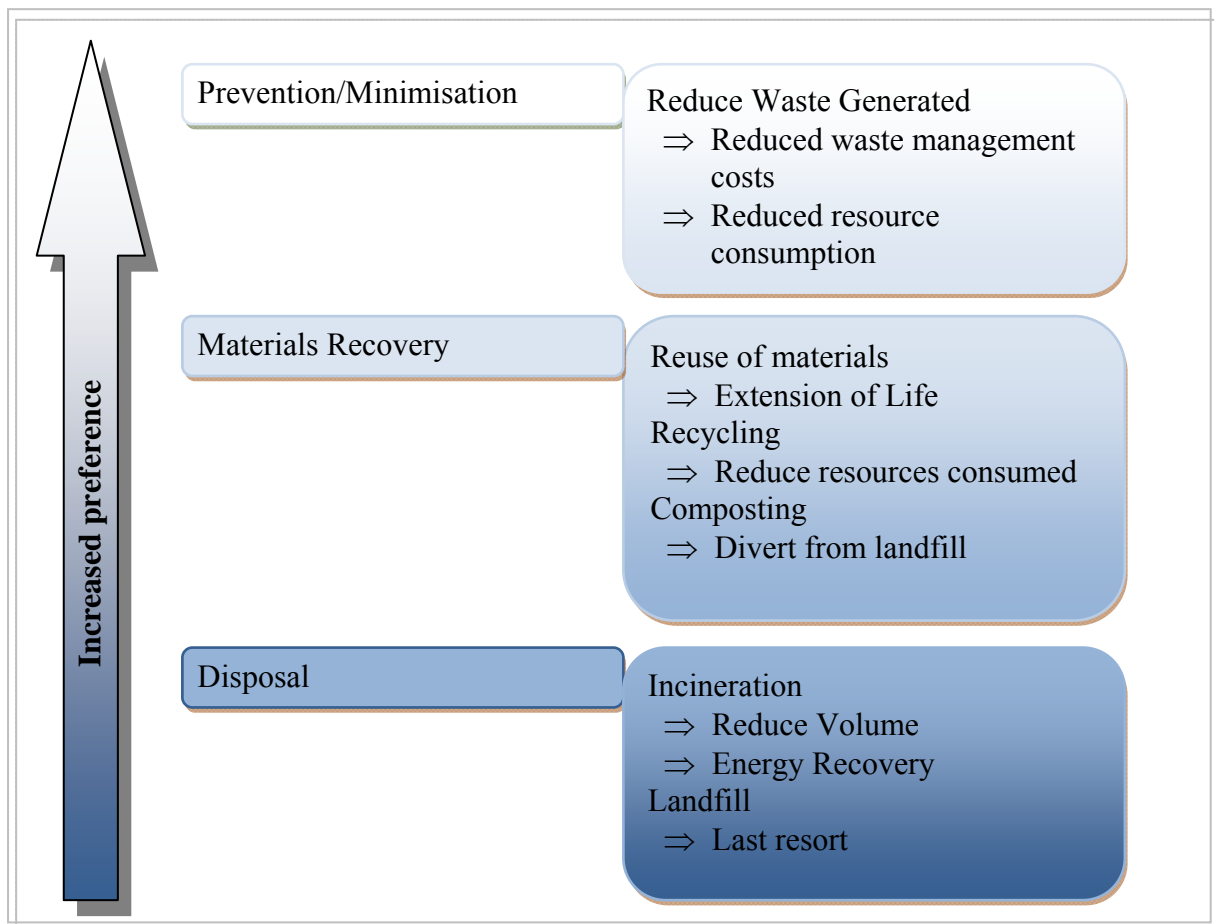 Increased preference
Prevention/Minimisation
Reduce Waste Generated
⇒ Reduced waste management
costs
⇒ Reduced resource
consumption
Materials Recovery
Reuse of materials
⇒ Extension of Life
Recycling
⇒ Reduce resources consumed
Composting
⇒ Divert from landfill
Disposal
Incineration
⇒ Reduce Volume
⇒ Energy Recovery
Landfill
⇒ Last resort